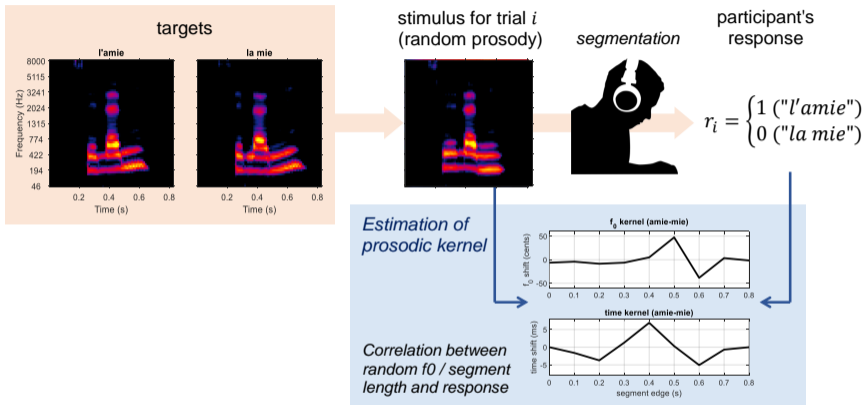 targets
l'amie
la mie
8000
5115
3241
2024
1315
774
422
194
46
Frequency (Hz)
0.2 0.4 0.6 0.8
Time (s)
0.2 0.4 0.6 0.8
Time (s)
stimulus for trial i
(random prosody)
0.2 0.4 0.6 0.8
segmentation
participant's
response
r_i = { 1 ("l'amie")
0 ("la mie")
Estimation of
prosodic kernel
f_0 kernel (amie-mie)
50
0
-50
f_0 shift (cents)
0 0.1 0.2 0.3 0.4 0.5 0.6 0.7 0.8
time kernel (amie-mie)
5
0
-5
time shift (ms)
0 0.1 0.2 0.3 0.4 0.5 0.6 0.7 0.8
segment edge (s)
Correlation between
random f0 / segment
length and response